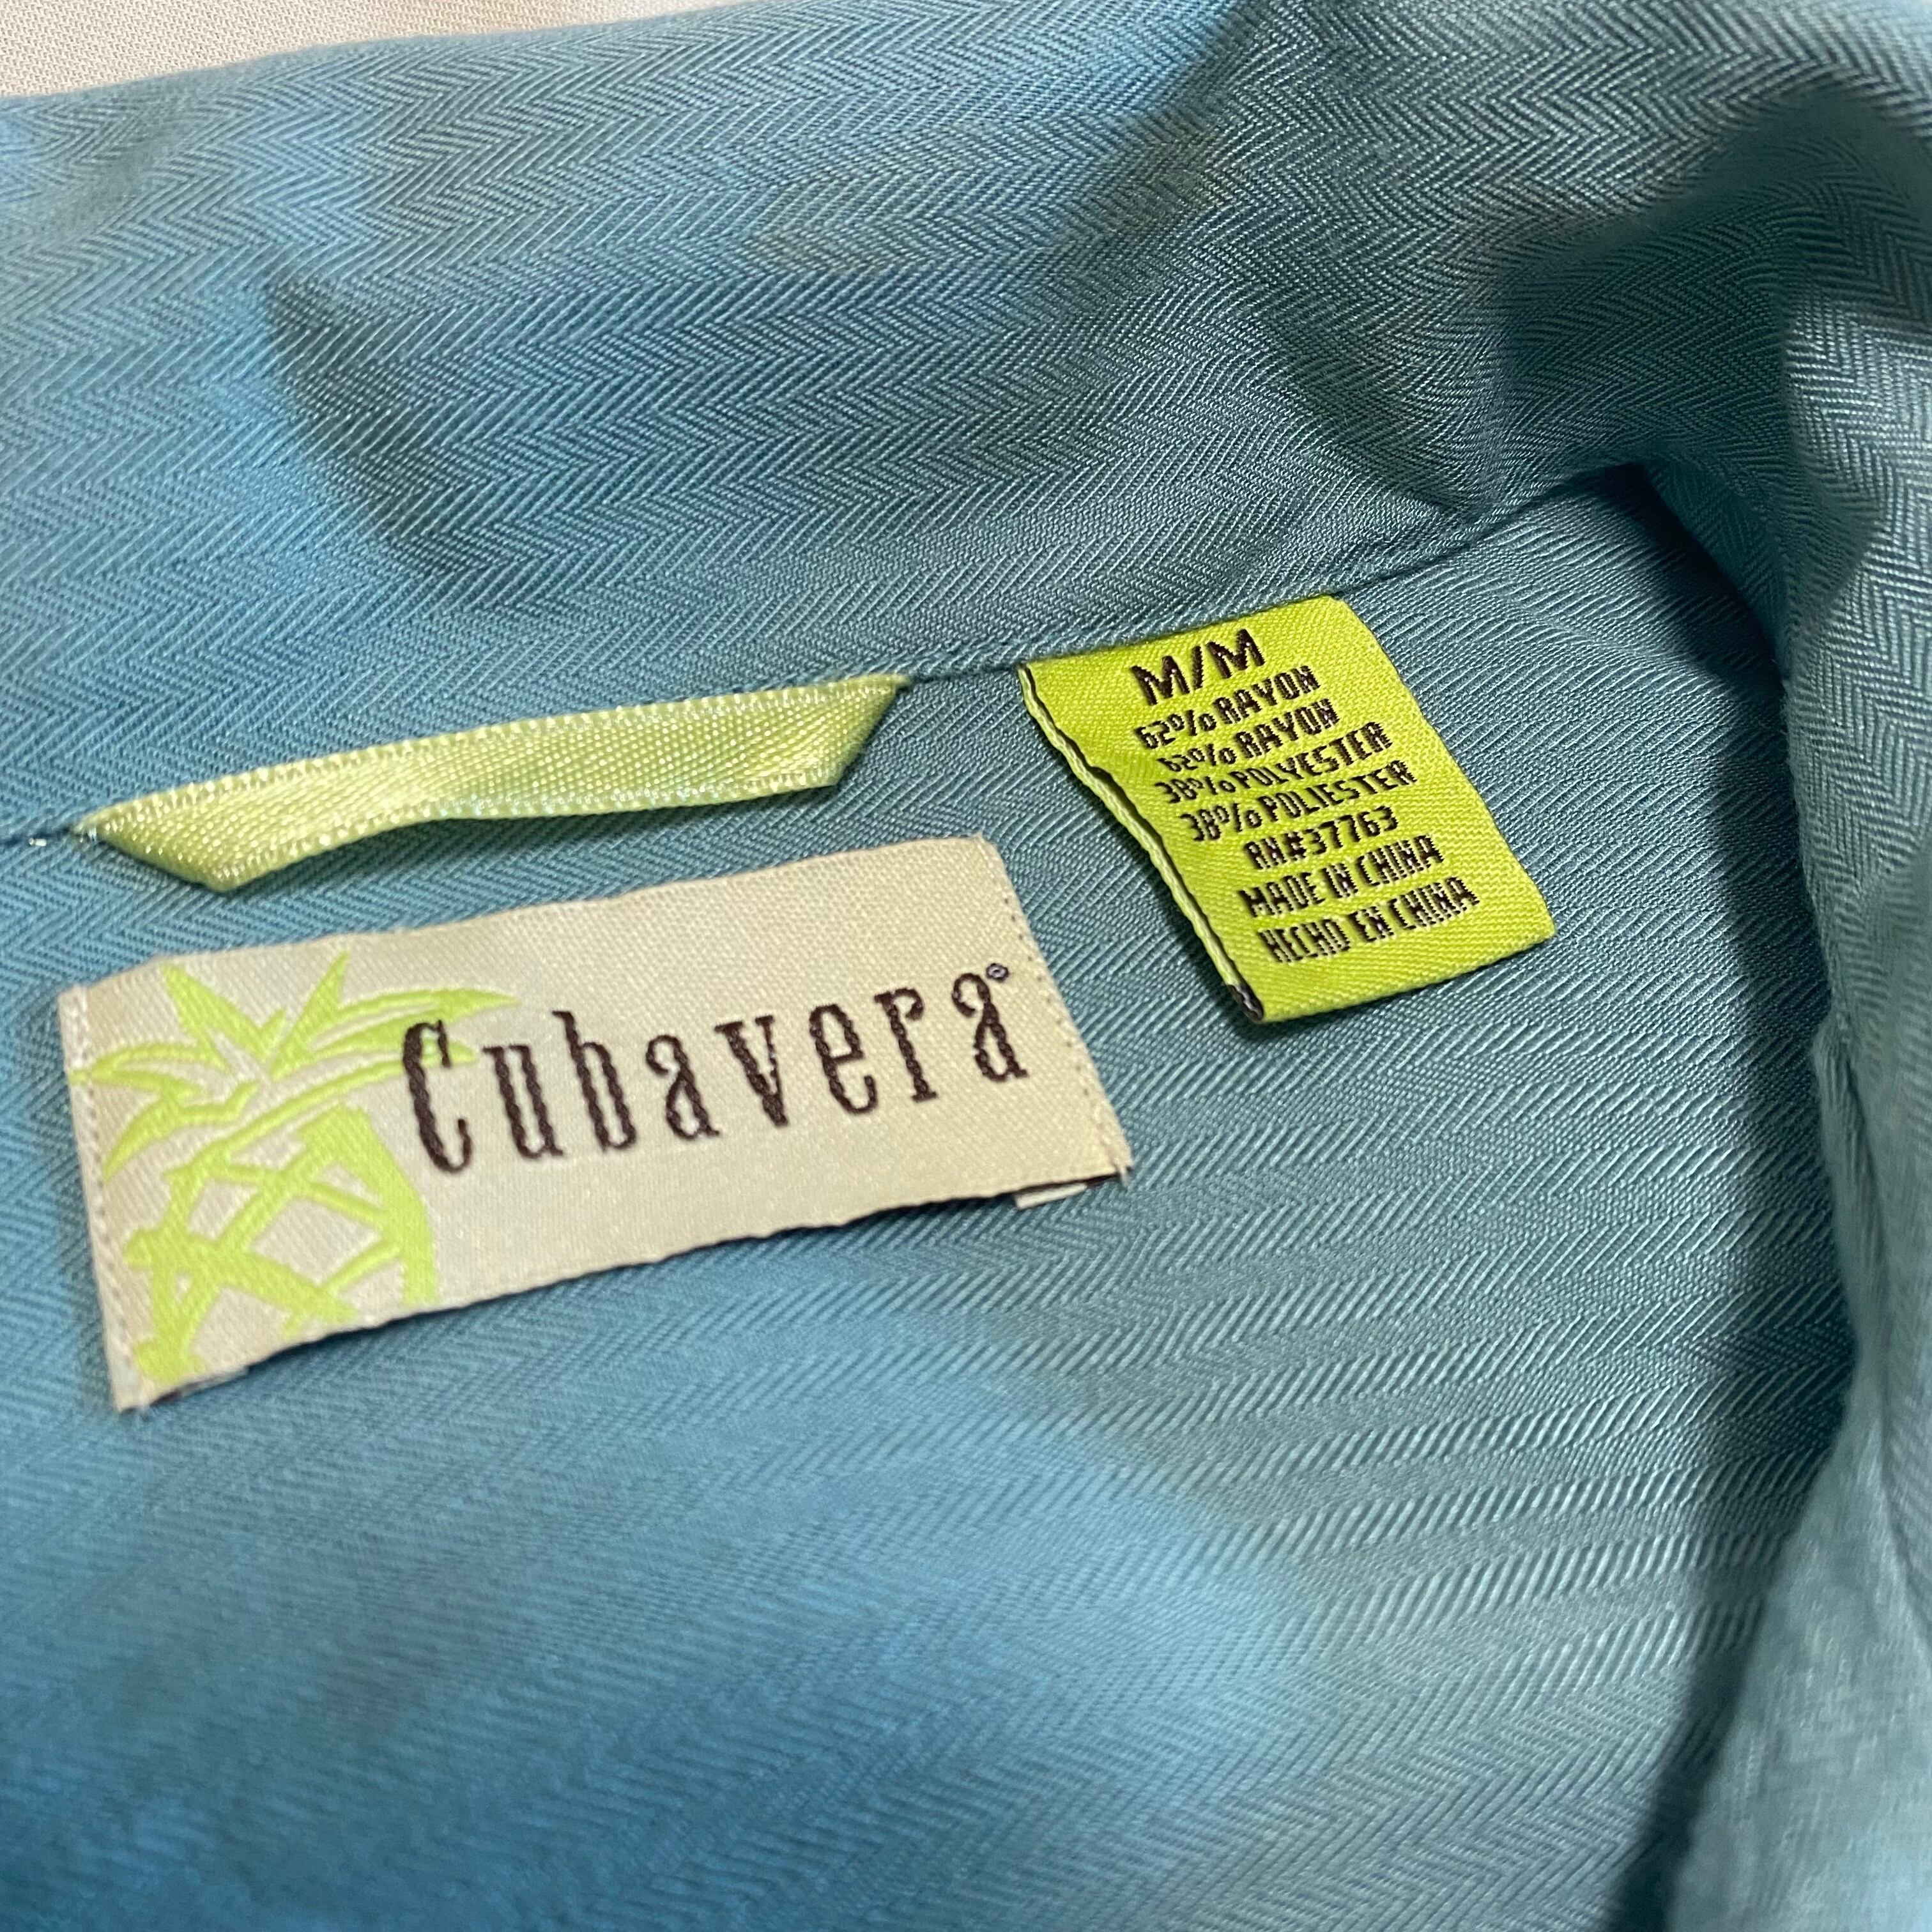 M/M
62% RAYON
62% RAYON
38% POLYESTER
38% POLIESTER
RN#37763
MADE IN CHINA
HECHO EN CHINA
Cubavera®